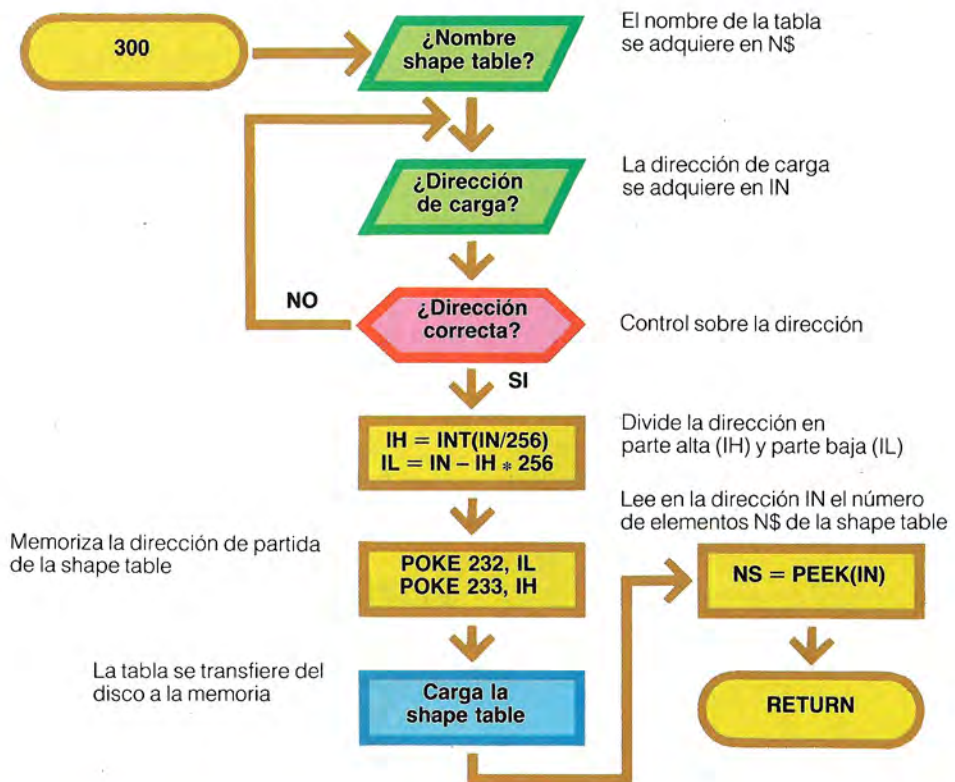 300
¿Nombre
shape table?
El nombre de la tabla
se adquiere en N$
¿Dirección
de carga?
La dirección de carga
se adquiere en IN
NO
¿Dirección
correcta?
Control sobre la dirección
SI
IH = INT(IN/256)
IL = IN – IH * 256
Divide la dirección en
parte alta (IH) y parte baja (IL)
Lee en la dirección IN el número
de elementos N$ de la shape table
Memoriza la dirección de partida
de la shape table
POKE 232, IL
POKE 233, IH
NS = PEEK(IN)
La tabla se transfiere del
disco a la memoria
Carga la
shape table
RETURN